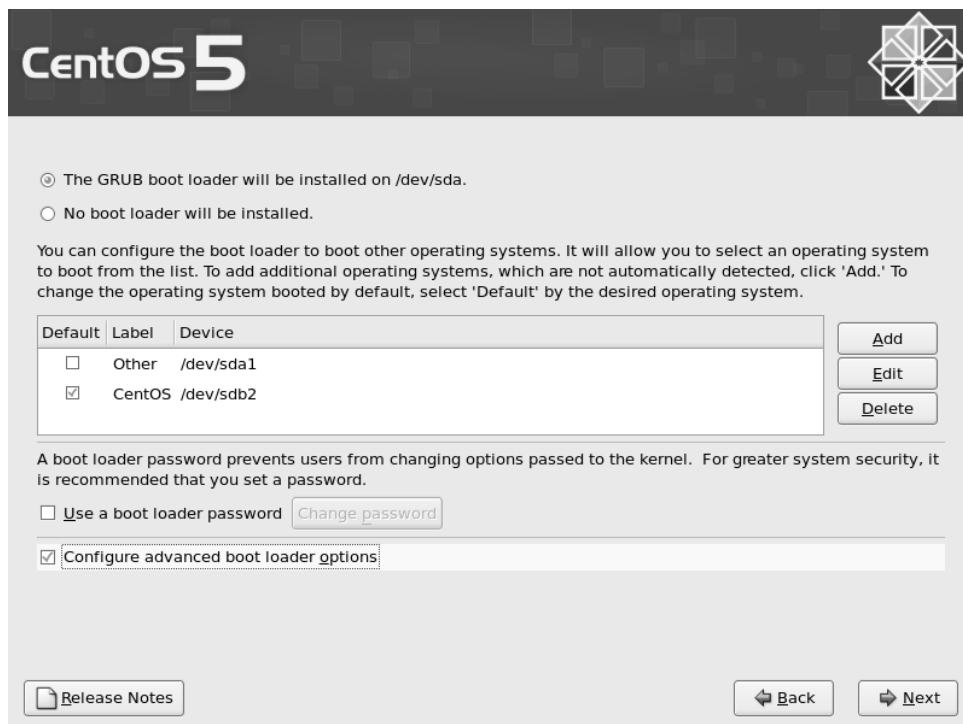 CentOS 5
The GRUB boot loader will be installed on /dev/sda.
No boot loader will be installed.
You can configure the boot loader to boot other operating systems. It will allow you to select an operating system
to boot from the list. To add additional operating systems, which are not automatically detected, click 'Add.' To
change the operating system booted by default, select 'Default' by the desired operating system.
Default Label Device
Other /dev/sda1
CentOS /dev/sdb2
Add
Edit
Delete
A boot loader password prevents users from changing options passed to the kernel.  For greater system security, it
is recommended that you set a password.
Use a boot loader password Change password
Configure advanced boot loader options
Release Notes Back Next